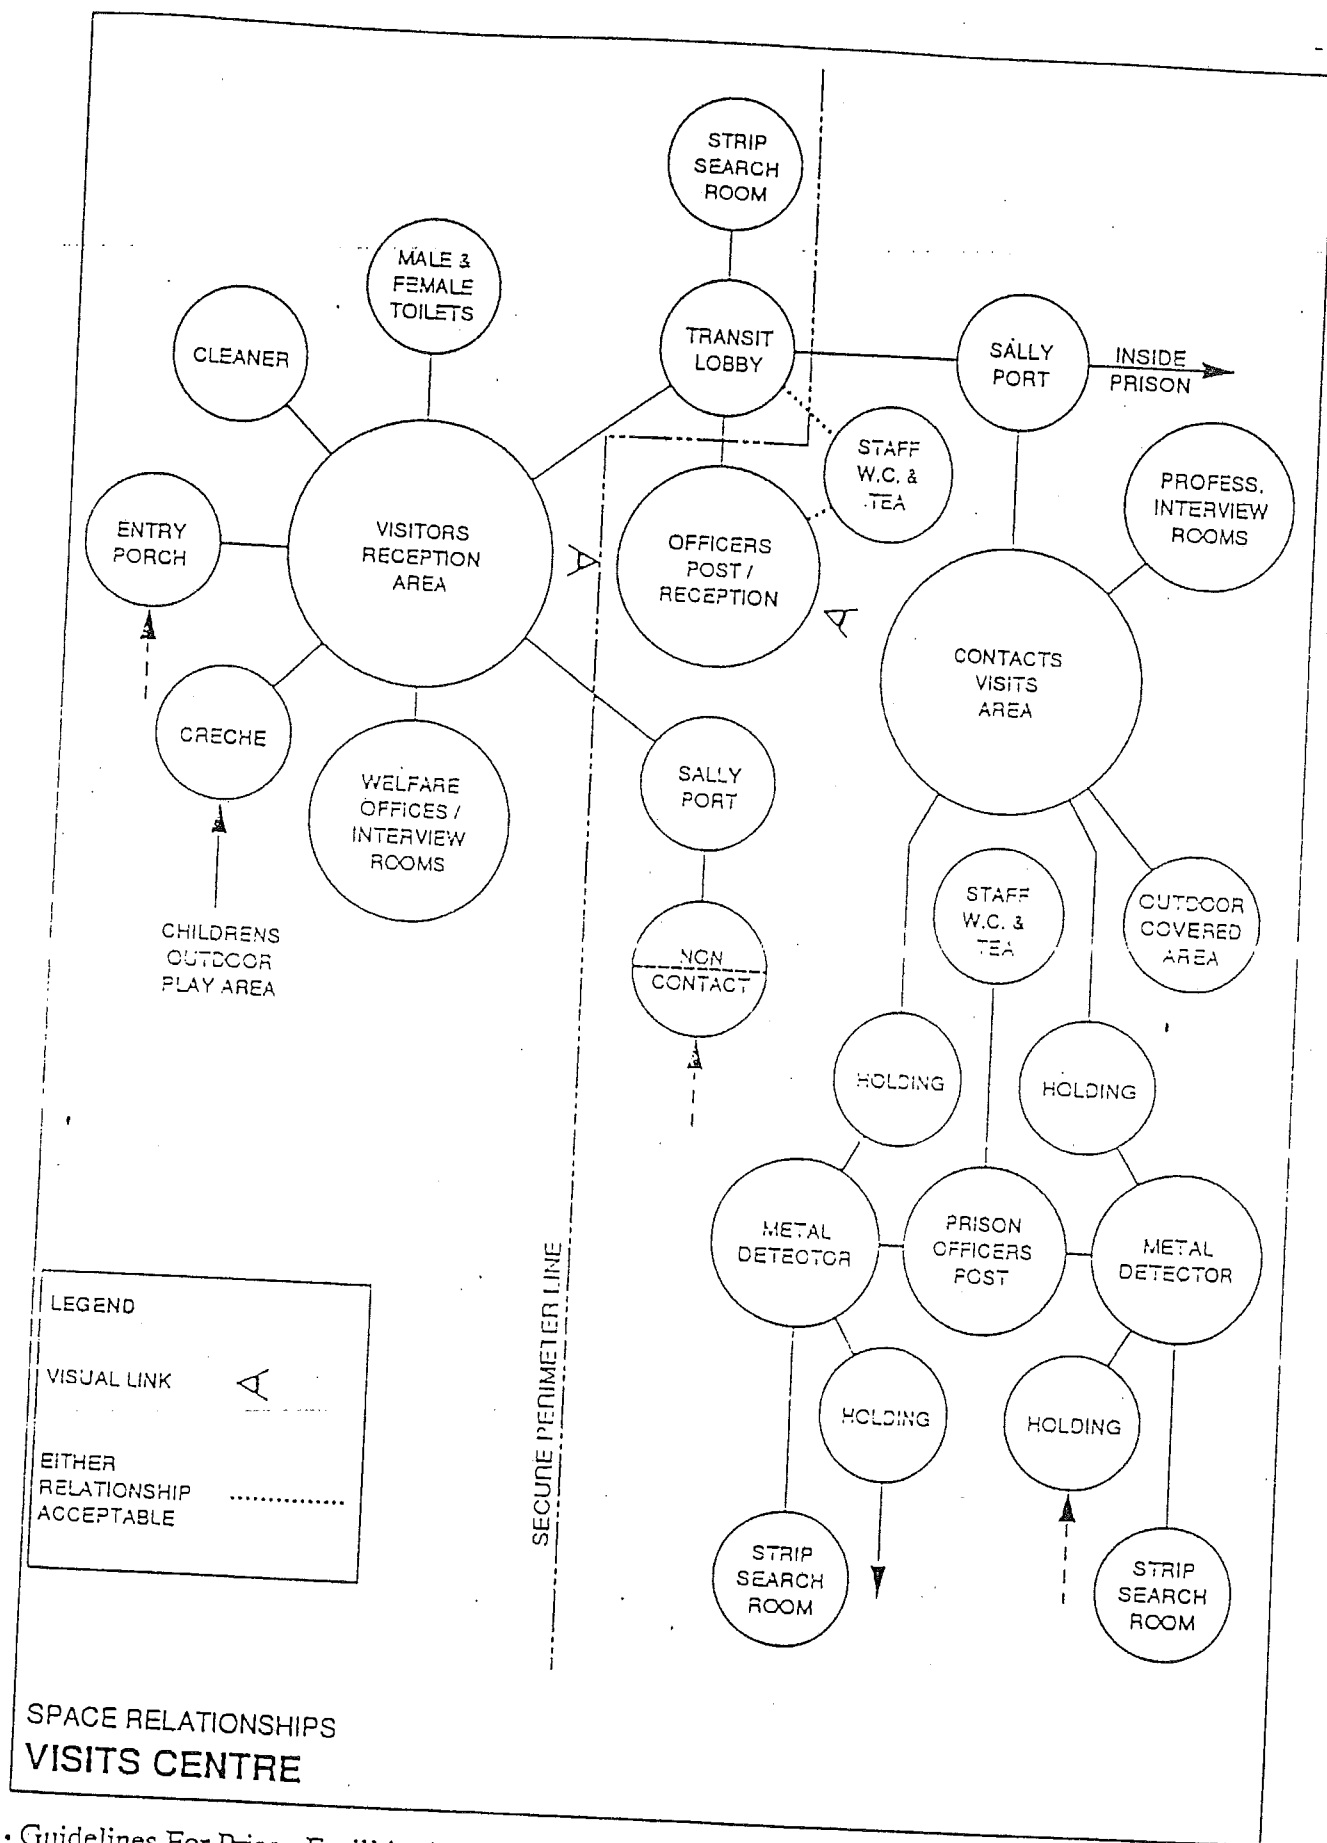 STRIP
SEARCH
ROOM
MALE &
FEMALE
TOILETS
CLEANER
TRANSIT
LOBBY
SALLY
PORT
INSIDE
PRISON
STAFF
W.C. &
TEA
PROFESS.
INTERVIEW
ROOMS
ENTRY
PORCH
VISITORS
RECEPTION
AREA
OFFICERS
POST /
RECEPTION
CONTACTS
VISITS
AREA
CRECHE
WELFARE
OFFICES /
INTERVIEW
ROOMS
SALLY
PORT
CHILDRENS
OUTDOOR
PLAY AREA
NON
CONTACT
STAFF
W.C. &
TEA
OUTDOOR
COVERED
AREA
HOLDING
HOLDING
METAL
DETECTOR
PRISON
OFFICERS
POST
METAL
DETECTOR
HOLDING
HOLDING
STRIP
SEARCH
ROOM
STRIP
SEARCH
ROOM
SECURE PERIMETER LINE
LEGEND
VISUAL LINK
EITHER
RELATIONSHIP
ACCEPTABLE
SPACE RELATIONSHIPS
VISITS CENTRE
• Guidelines For Prison